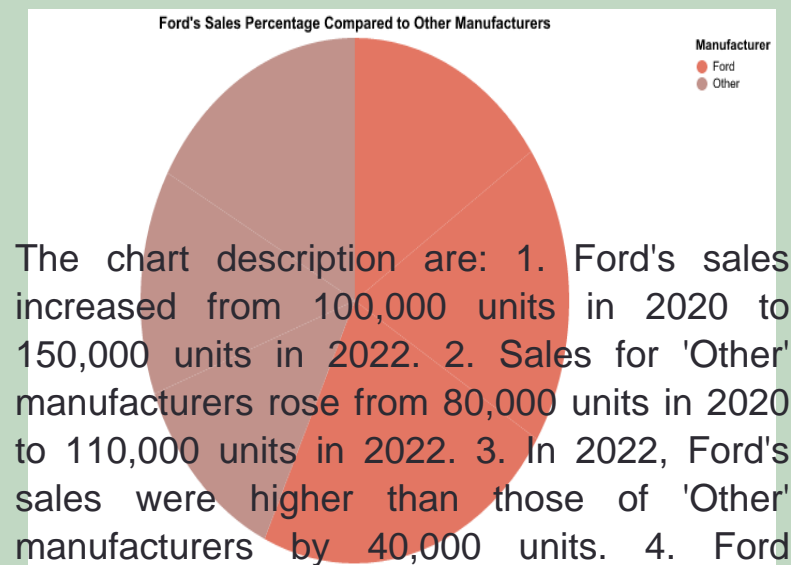 Ford's Sales Percentage Compared to Other Manufacturers
Manufacturer
Ford
Other
The chart description are: 1. Ford's sales
increased from 100,000 units in 2020 to
150,000 units in 2022. 2. Sales for 'Other'
manufacturers rose from 80,000 units in 2020
to 110,000 units in 2022. 3. In 2022, Ford's
sales were higher than those of 'Other'
manufacturers by 40,000 units. 4. Ford